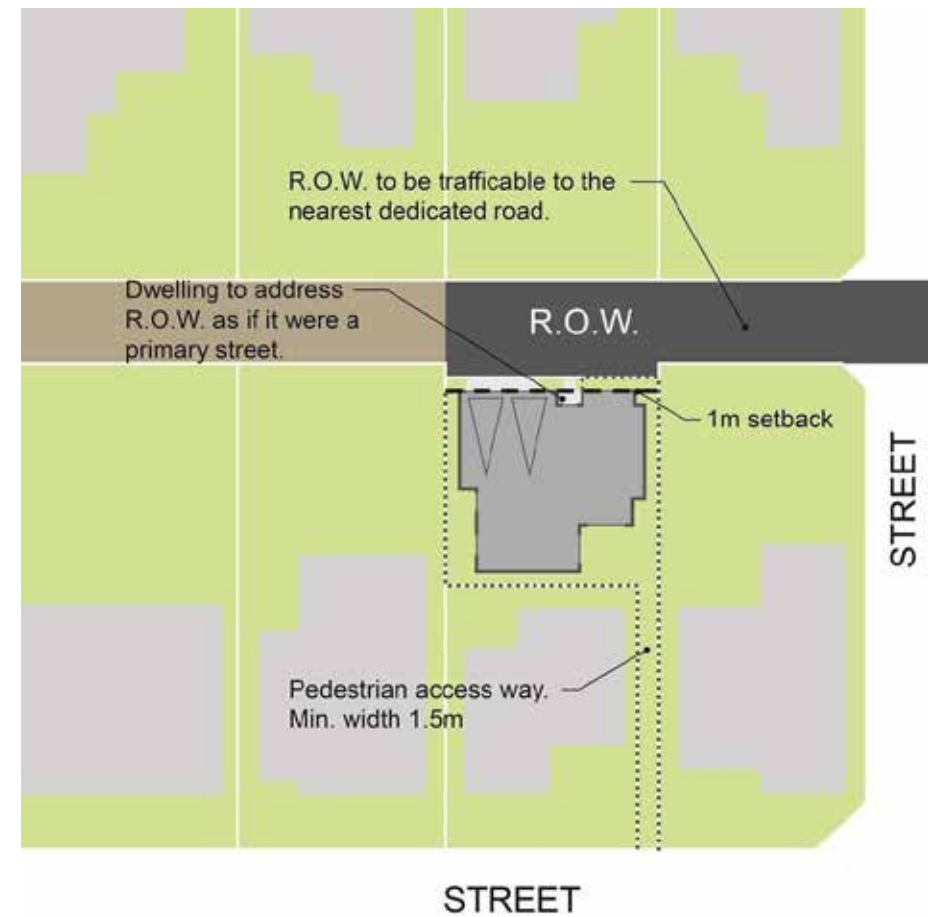 R.O.W. to be trafficable to the
nearest dedicated road.
Dwelling to address
R.O.W. as if it were a
primary street.
R.O.W.
1m setback
STREET
Pedestrian access way.
Min. width 1.5m
STREET